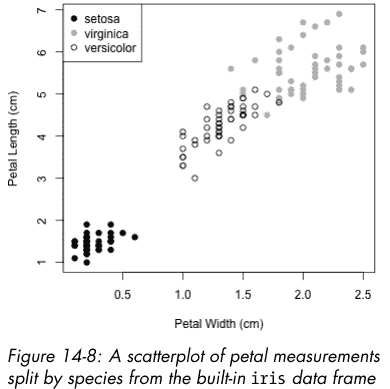 setosa
virginica
versicolor
7
6
5
4
3
2
1
Petal Length (cm)
0.5 1.0 1.5 2.0 2.5
Petal Width (cm)
Figure 14-8: A scatterplot of petal measurements
split by species from the built-in iris data frame